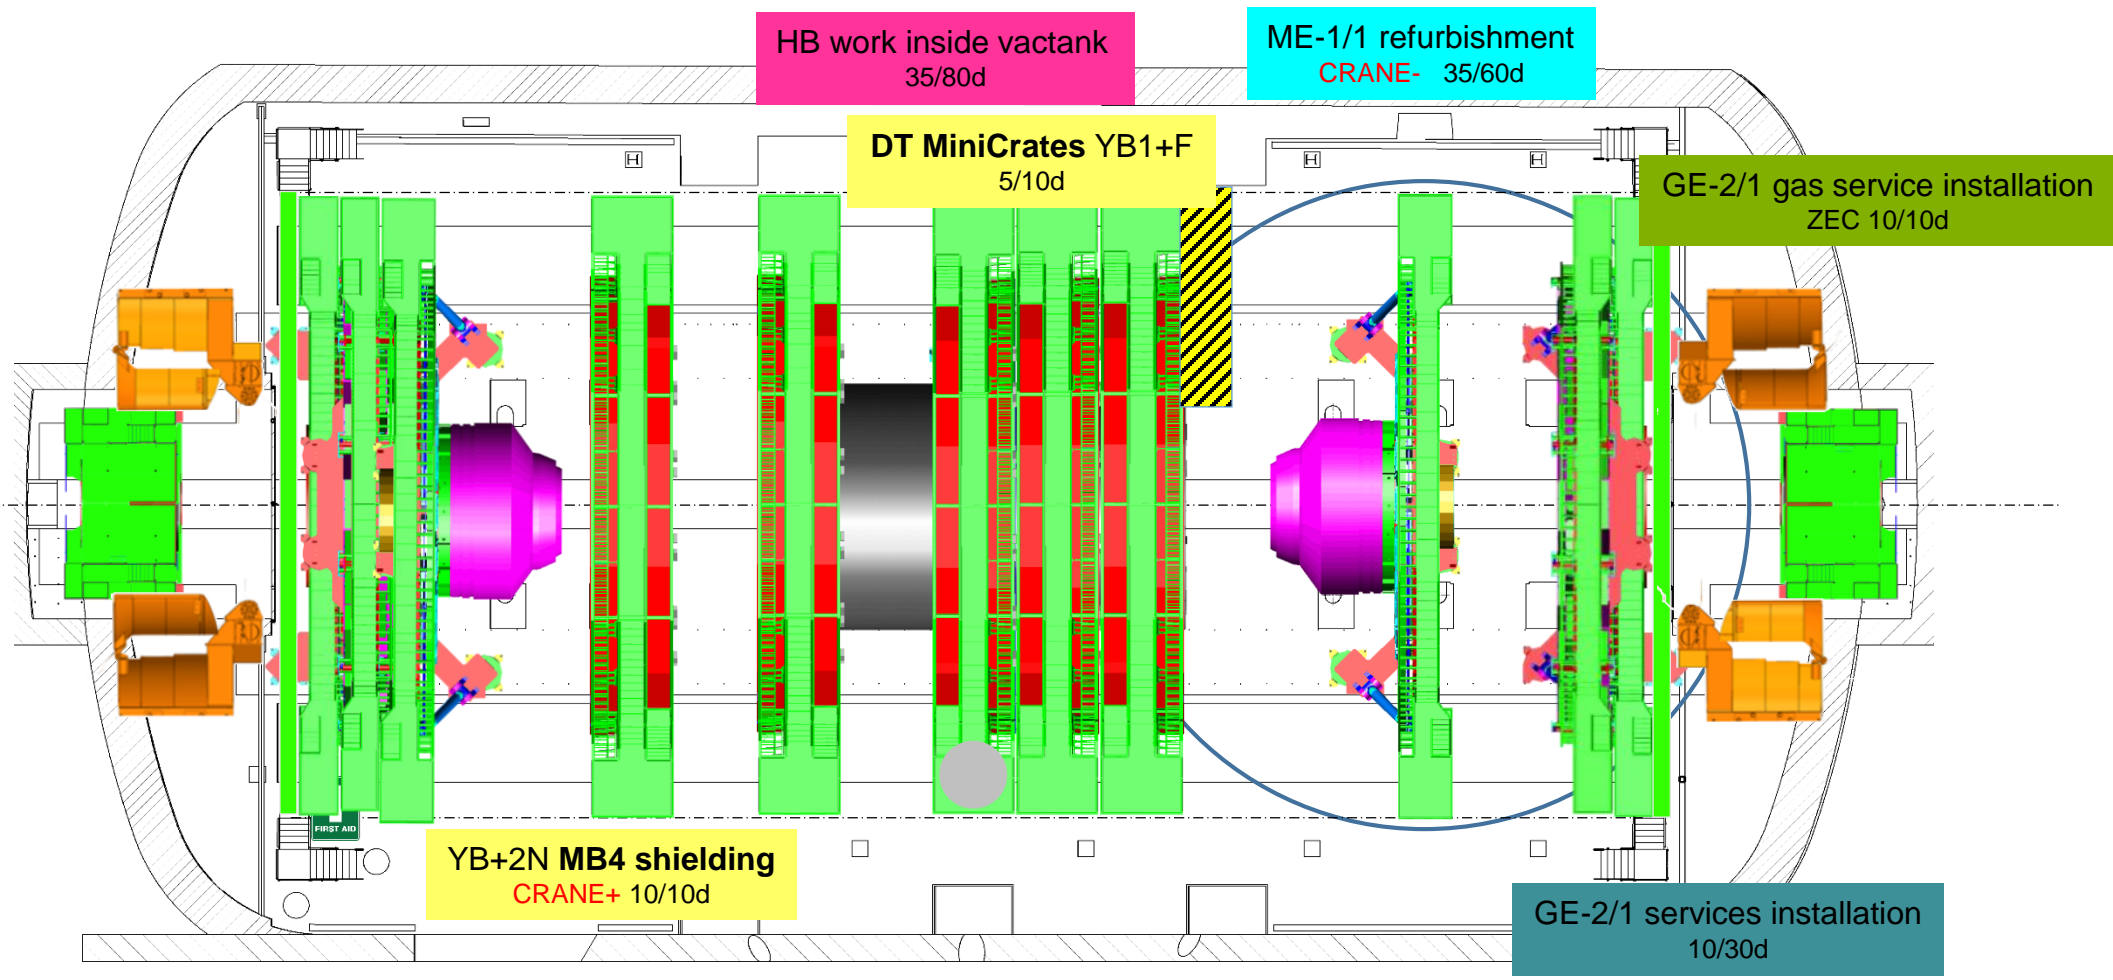 HB work inside vactank
35/80d
ME-1/1 refurbishment
CRANE- 35/60d
DT MiniCrates YB1+F
5/10d
H
H
H
GE-2/1 gas service installation
ZEC 10/10d
FIRST AID
YB+2N MB4 shielding
CRANE+ 10/10d
GE-2/1 services installation
10/30d